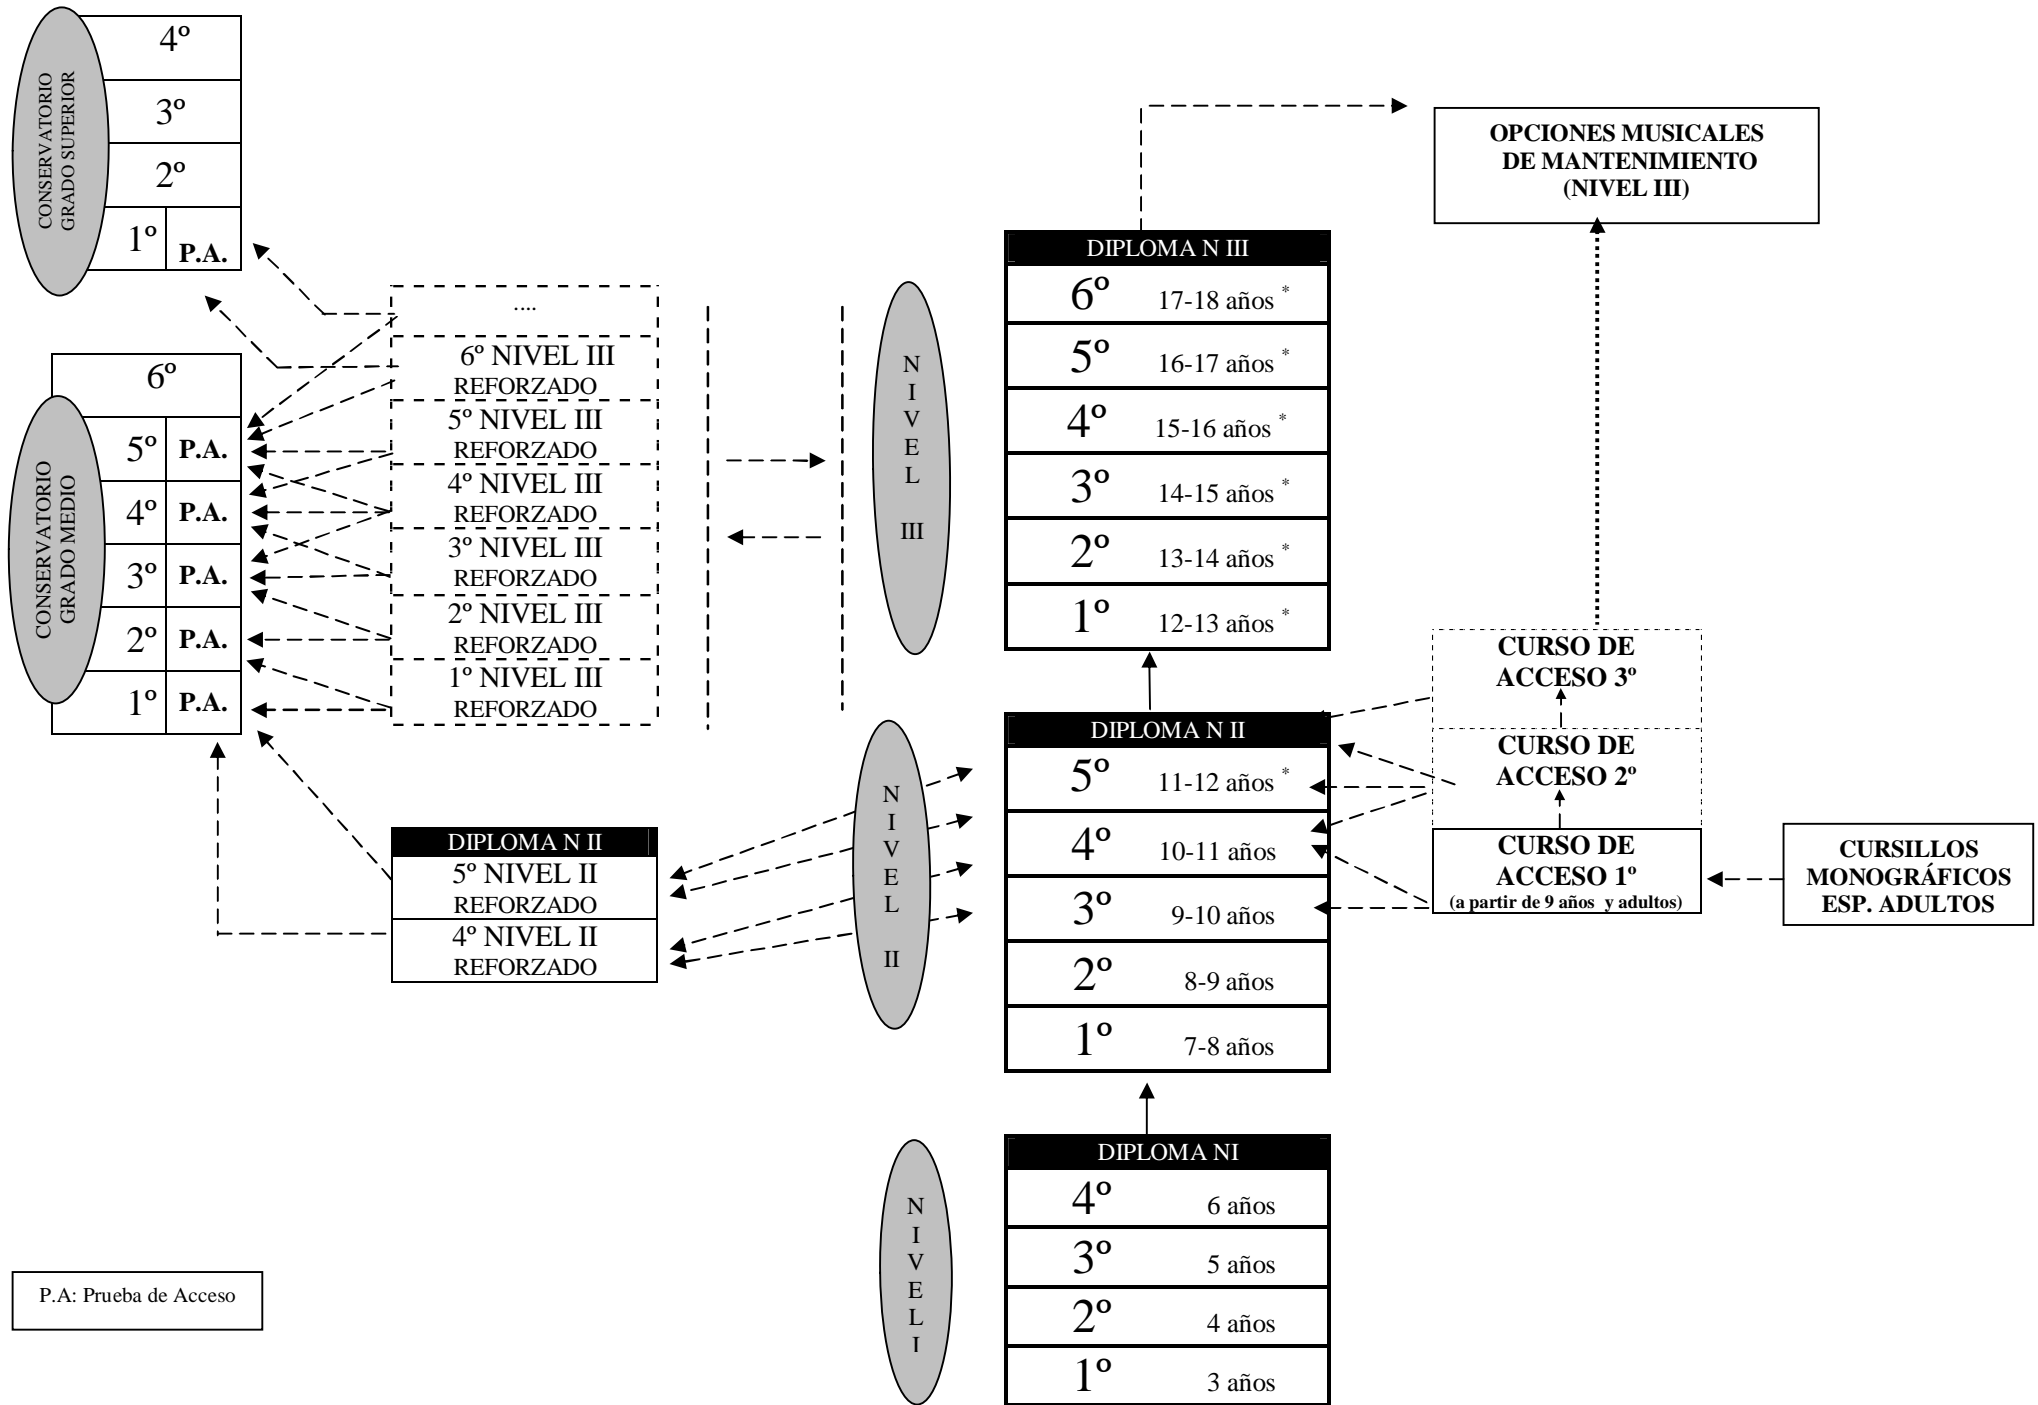 CONSERVATORIO
GRADO SUPERIOR
4º
3º
2º
1º P.A.
CONSERVATORIO
GRADO MEDIO
6º
5º P.A.
4º P.A.
3º P.A.
2º P.A.
1º P.A.
....
6º NIVEL III
REFORZADO
5º NIVEL III
REFORZADO
4º NIVEL III
REFORZADO
3º NIVEL III
REFORZADO
2º NIVEL III
REFORZADO
1º NIVEL III
REFORZADO
DIPLOMA N II
5º NIVEL II
REFORZADO
4º NIVEL II
REFORZADO
P.A: Prueba de Acceso
N
I
V
E
L
III
DIPLOMA N III
6º 17-18 años *
5º 16-17 años *
4º 15-16 años *
3º 14-15 años *
2º 13-14 años *
1º 12-13 años *
N
I
V
E
L
II
DIPLOMA N II
5º 11-12 años *
4º 10-11 años
3º 9-10 años
2º 8-9 años
1º 7-8 años
N
I
V
E
L
I
DIPLOMA NI
4º 6 años
3º 5 años
2º 4 años
1º 3 años
OPCIONES MUSICALES
DE MANTENIMIENTO
(NIVEL III)
CURSO DE
ACCESO 3º
CURSO DE
ACCESO 2º
CURSO DE
ACCESO 1º
(a partir de 9 años y adultos)
CURSILLOS
MONOGRÁFICOS
ESP. ADULTOS